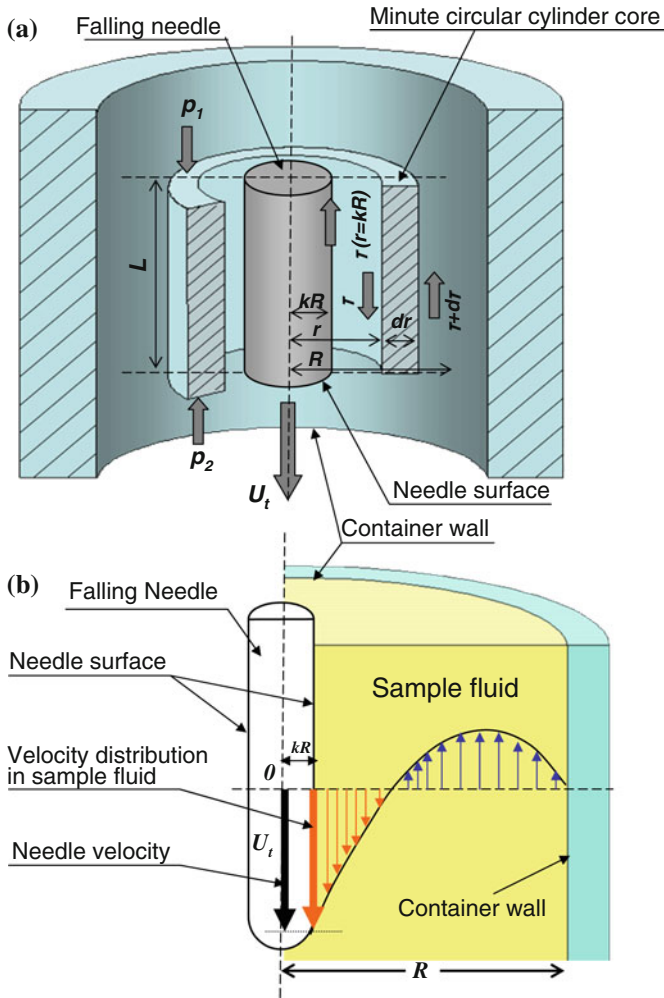 (a)
Falling needle
Minute circular cylinder core
p1
τ (r=kR)
L
τ
τ+dτ
kR
r
dr
R
p2
Ut
Needle surface
Container wall
(b)
Falling Needle
Needle surface
Sample fluid
Velocity distribution
in sample fluid
kR
0
Ut
Needle velocity
Container wall
R